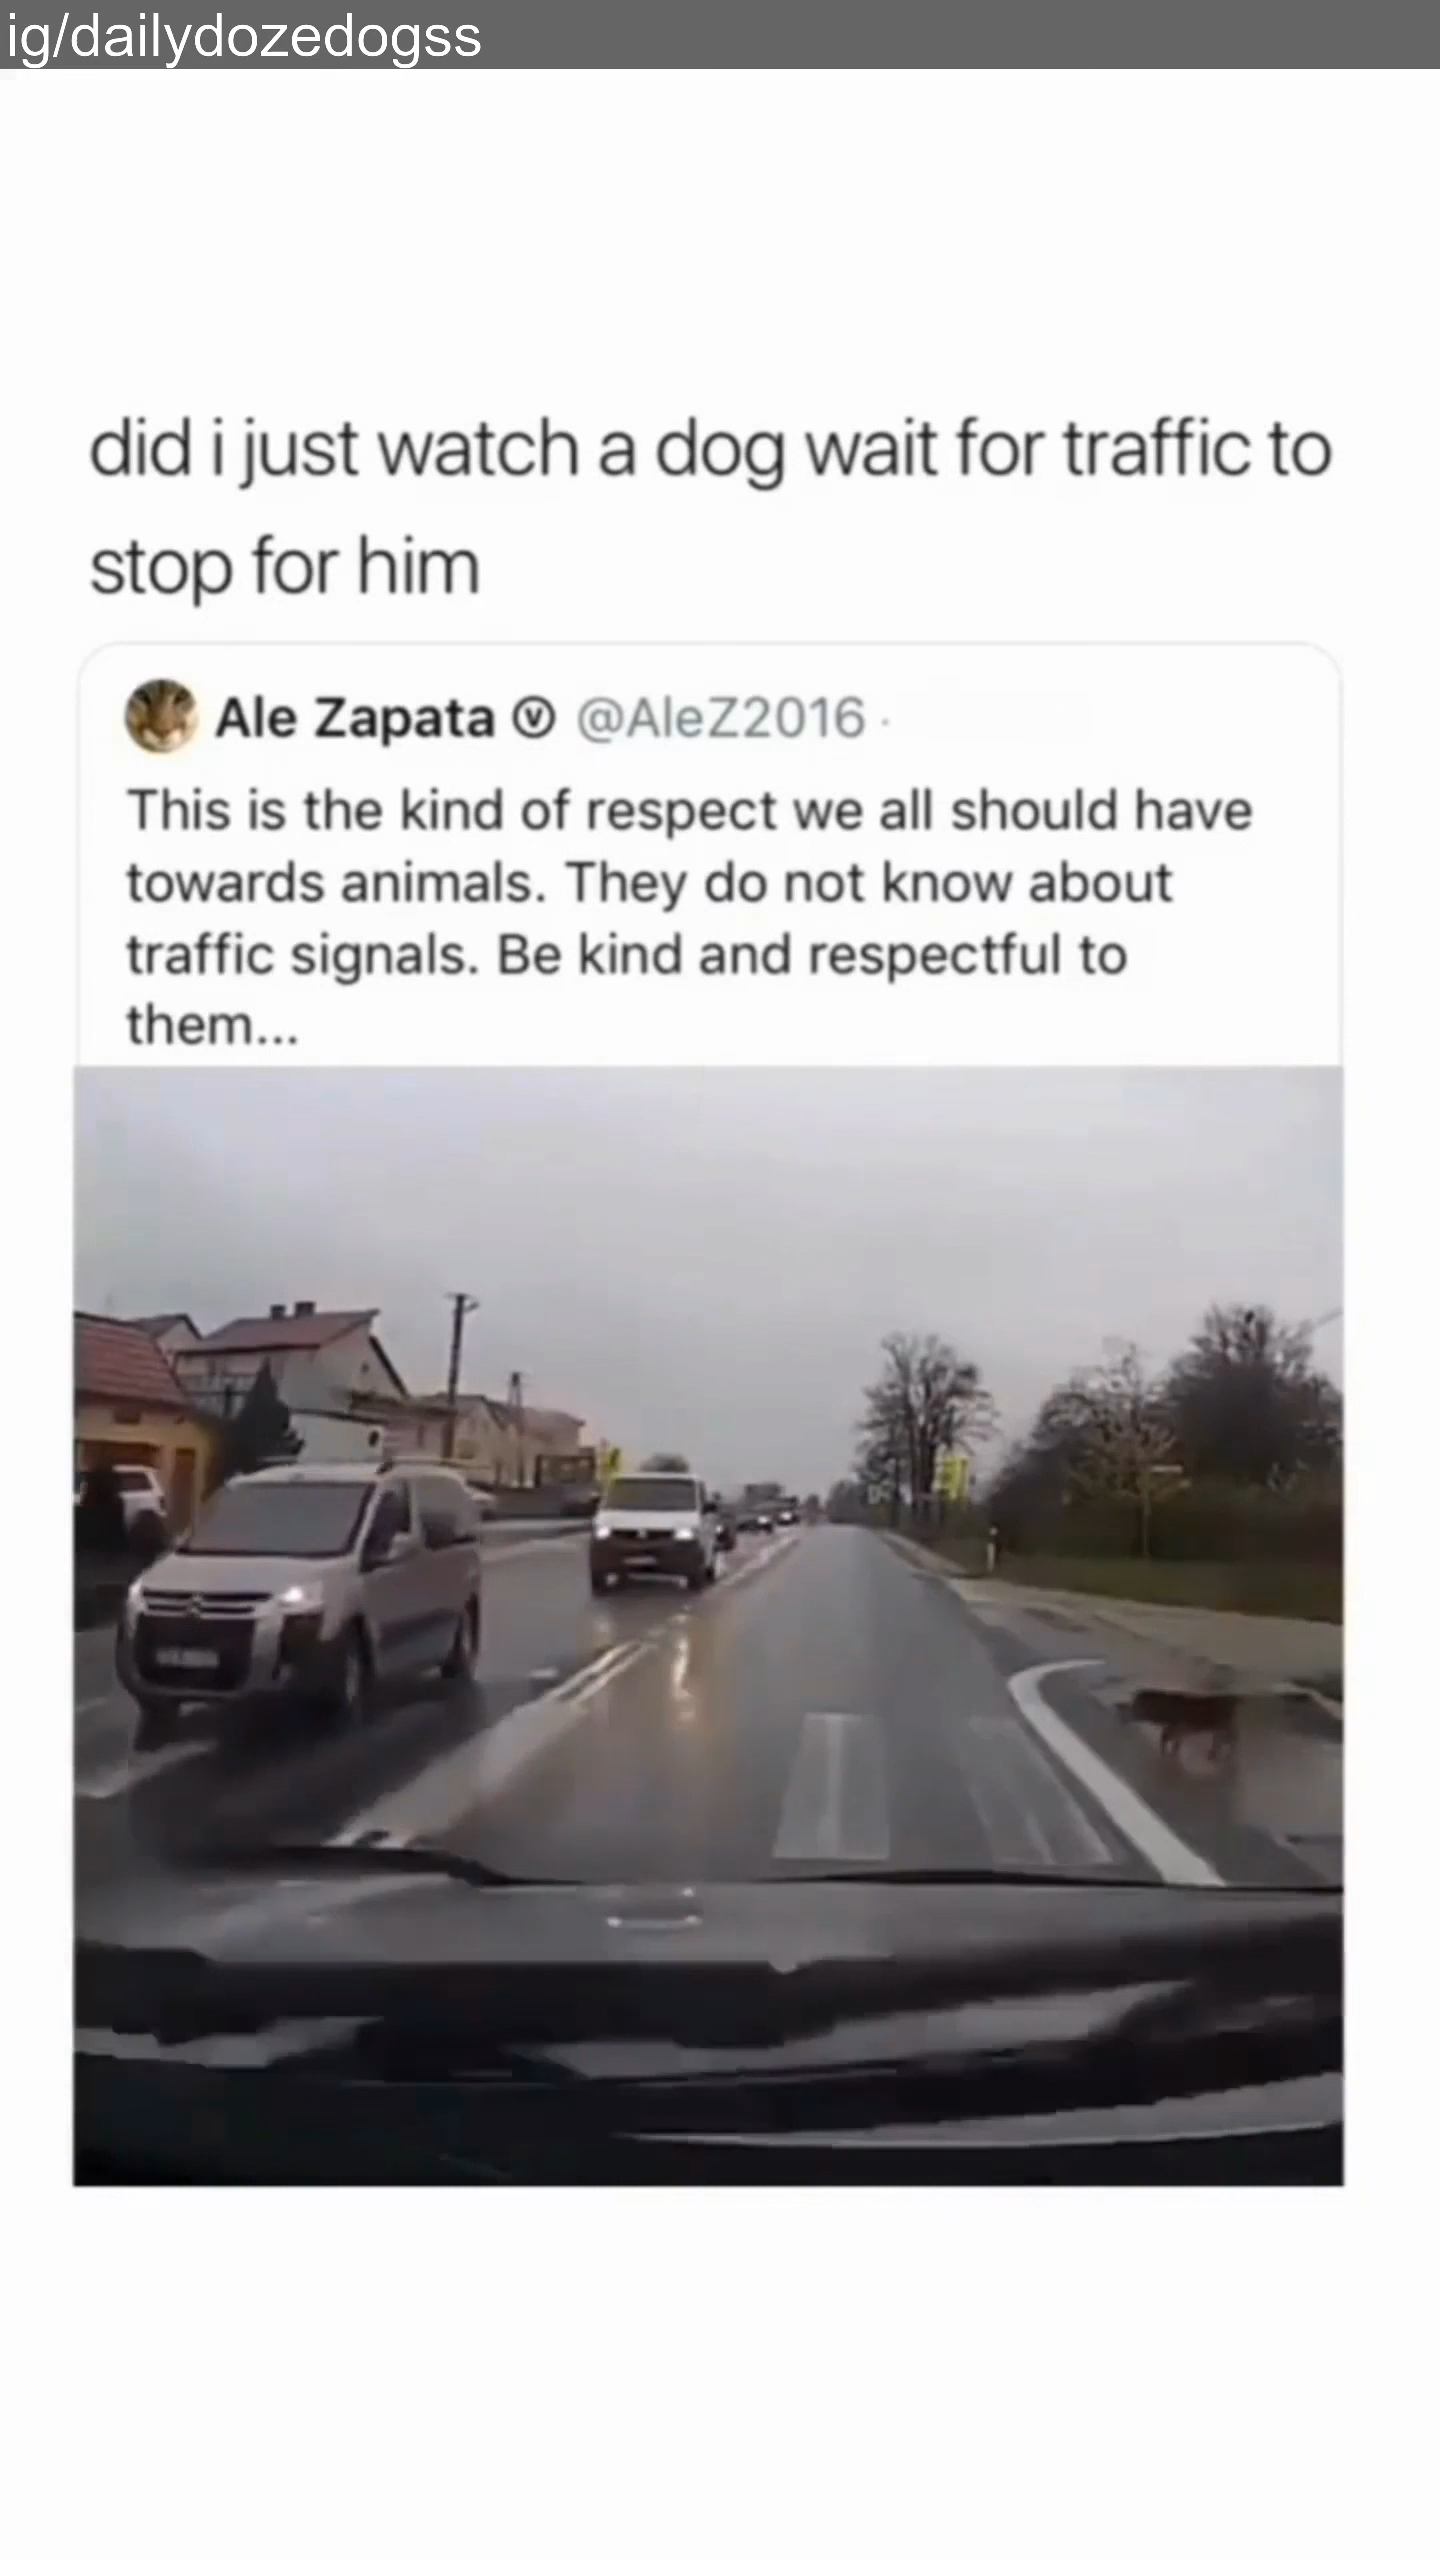 ig/dailydozedogss
did i just watch a dog wait for traffic to
stop for him
Ale Zapata Ⓥ @AleZ2016 ·
This is the kind of respect we all should have
towards animals. They do not know about
traffic signals. Be kind and respectful to
them...